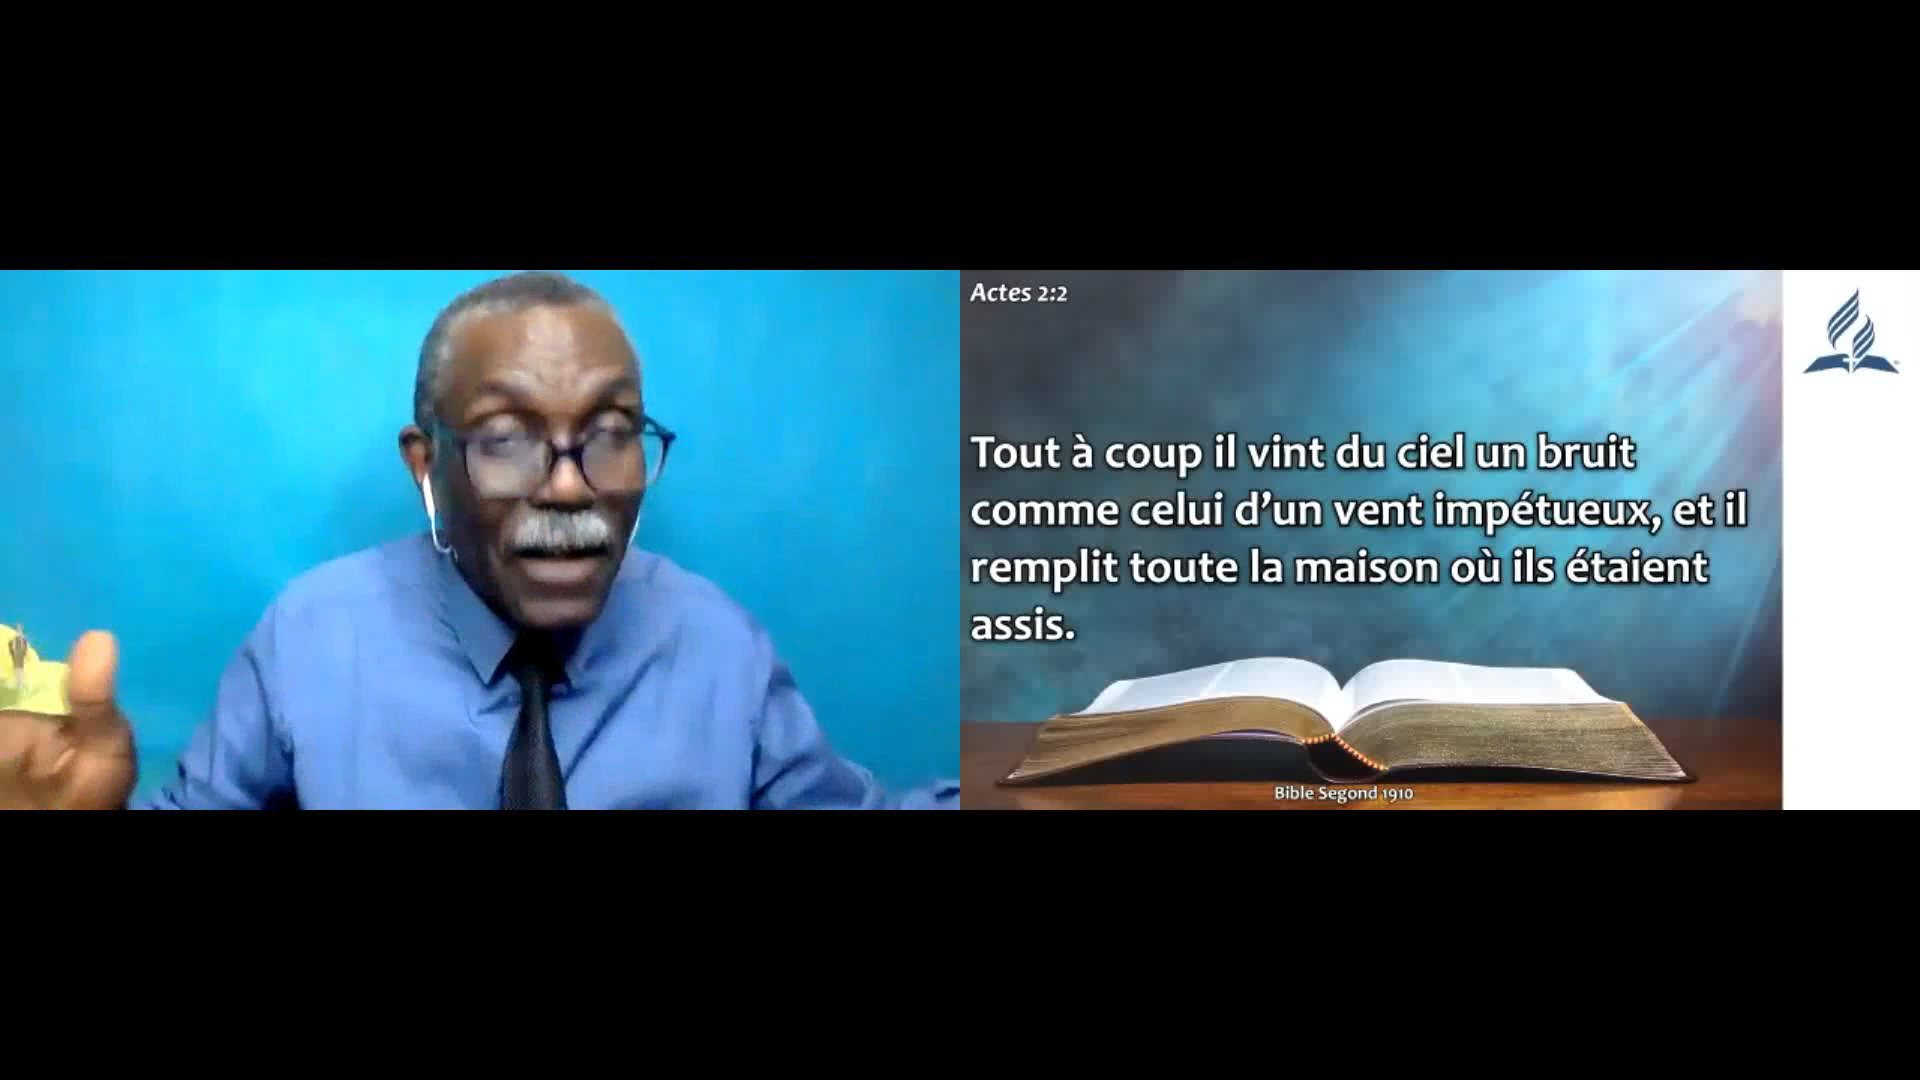 Actes 2:2
Tout à coup il vint du ciel un bruit
comme celui d’un vent impétueux, et il
remplit toute la maison où ils étaient
assis.
Bible Segond 1910